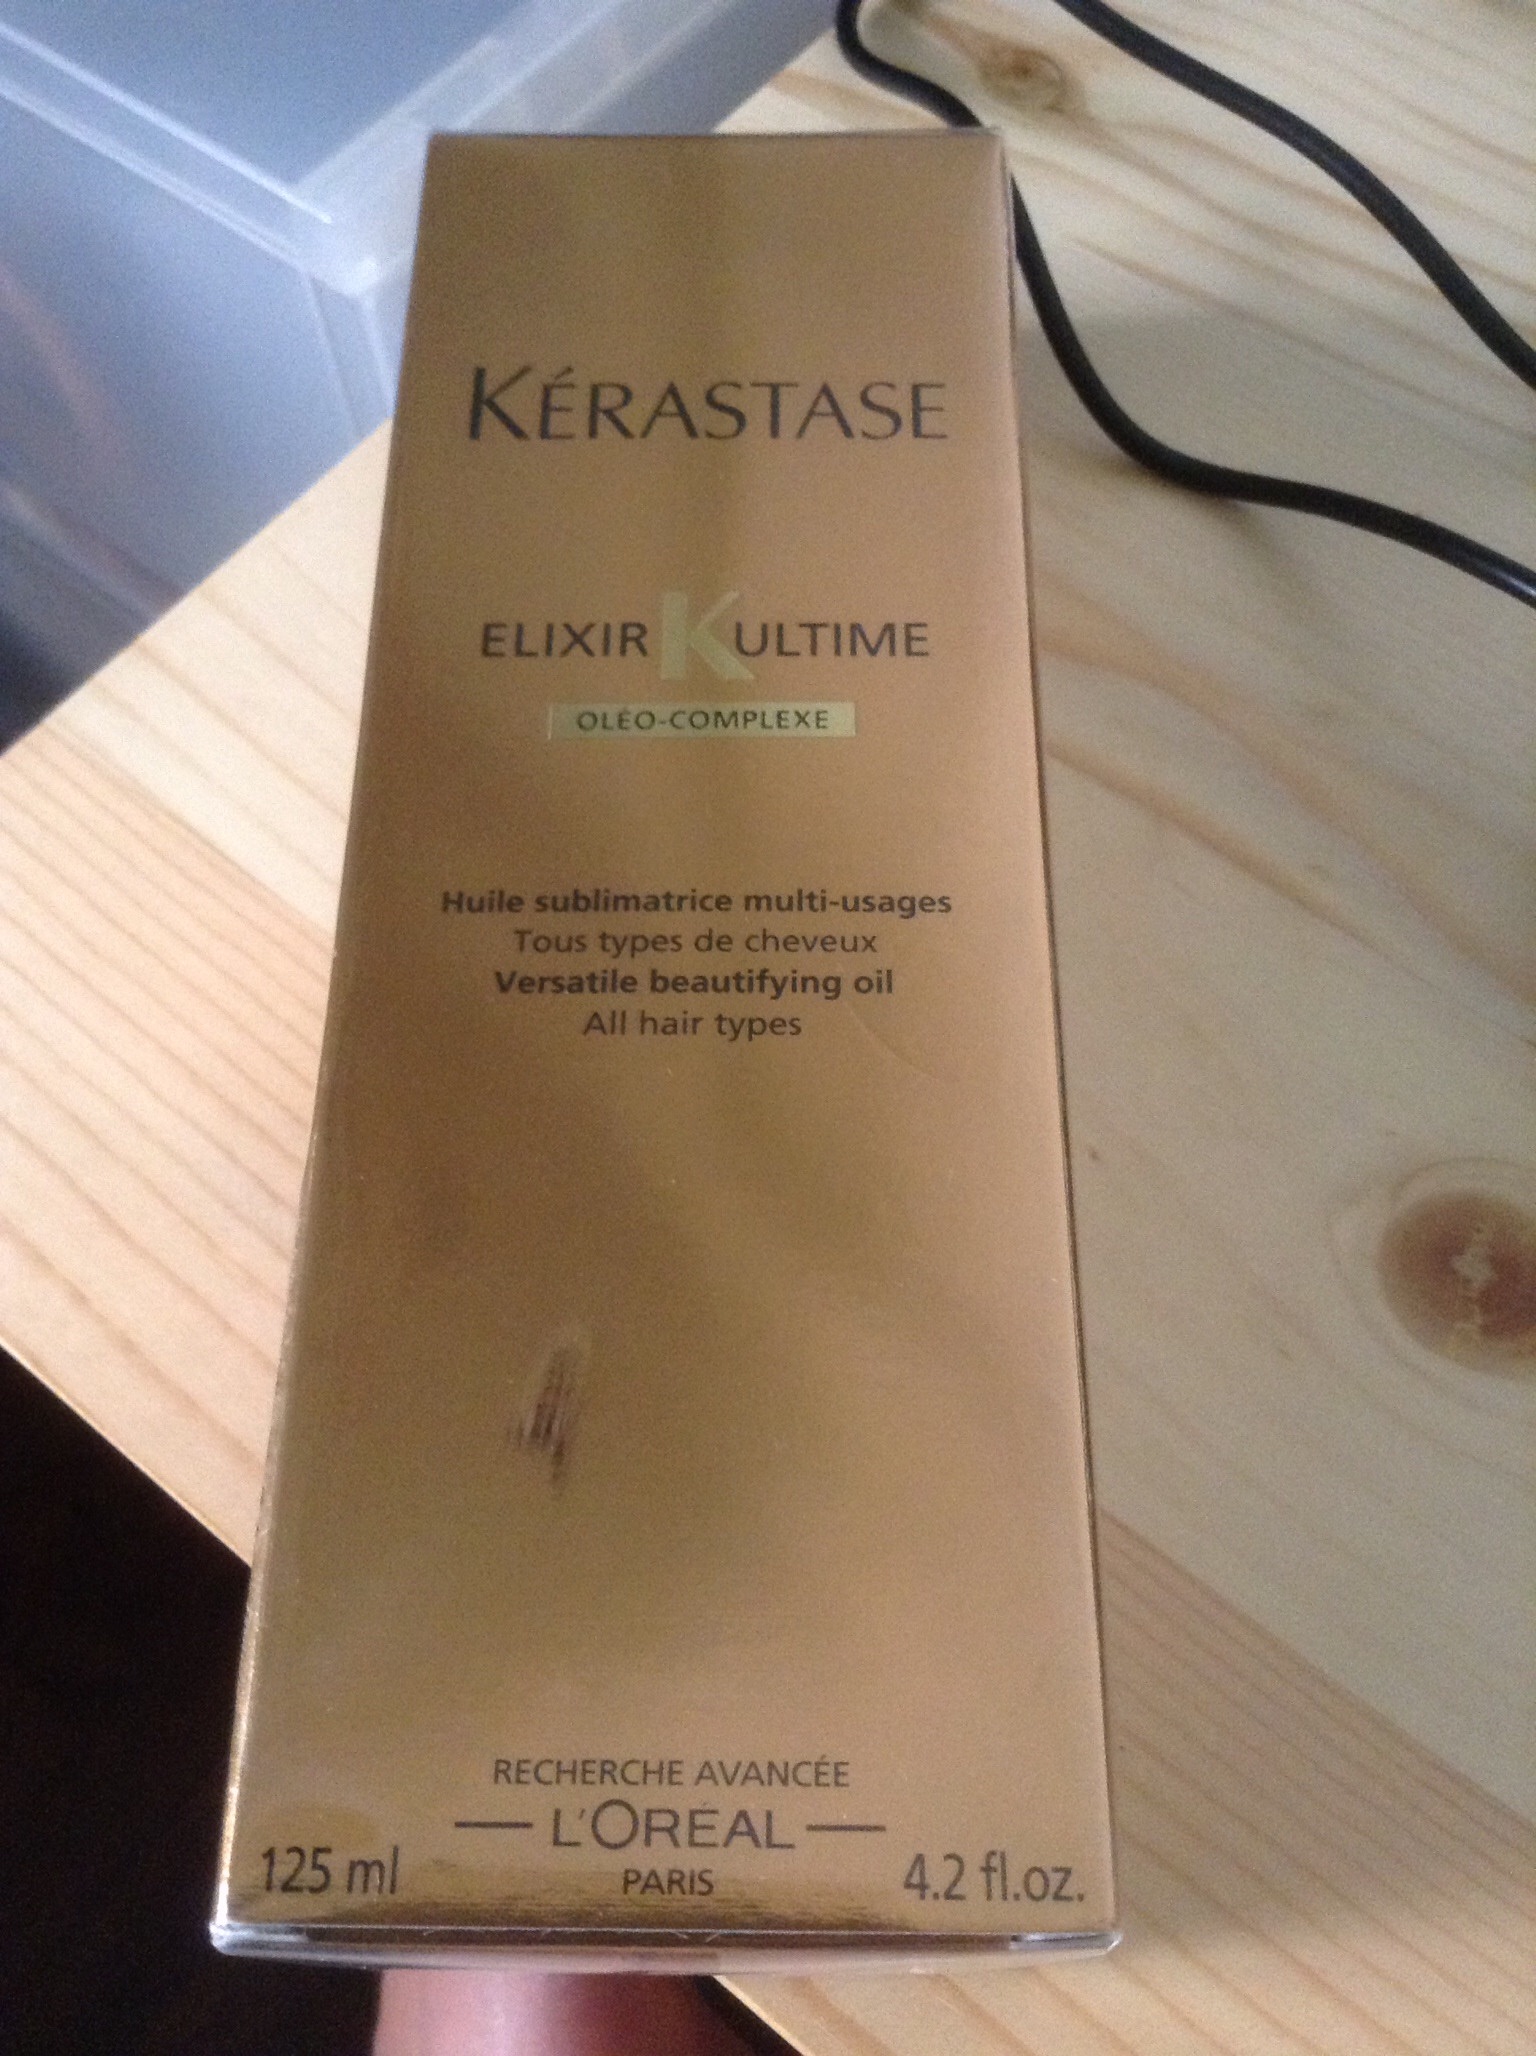 KÉRASTASE
ELIXIR K ULTIME
OLÉO-COMPLEXE
Huile sublimatrice multi-usages
Tous types de cheveux
Versatile beautifying oil
All hair types
RECHERCHE AVANCÉE
L'ORÉAL
PARIS
125 ml
4.2 fl.oz.